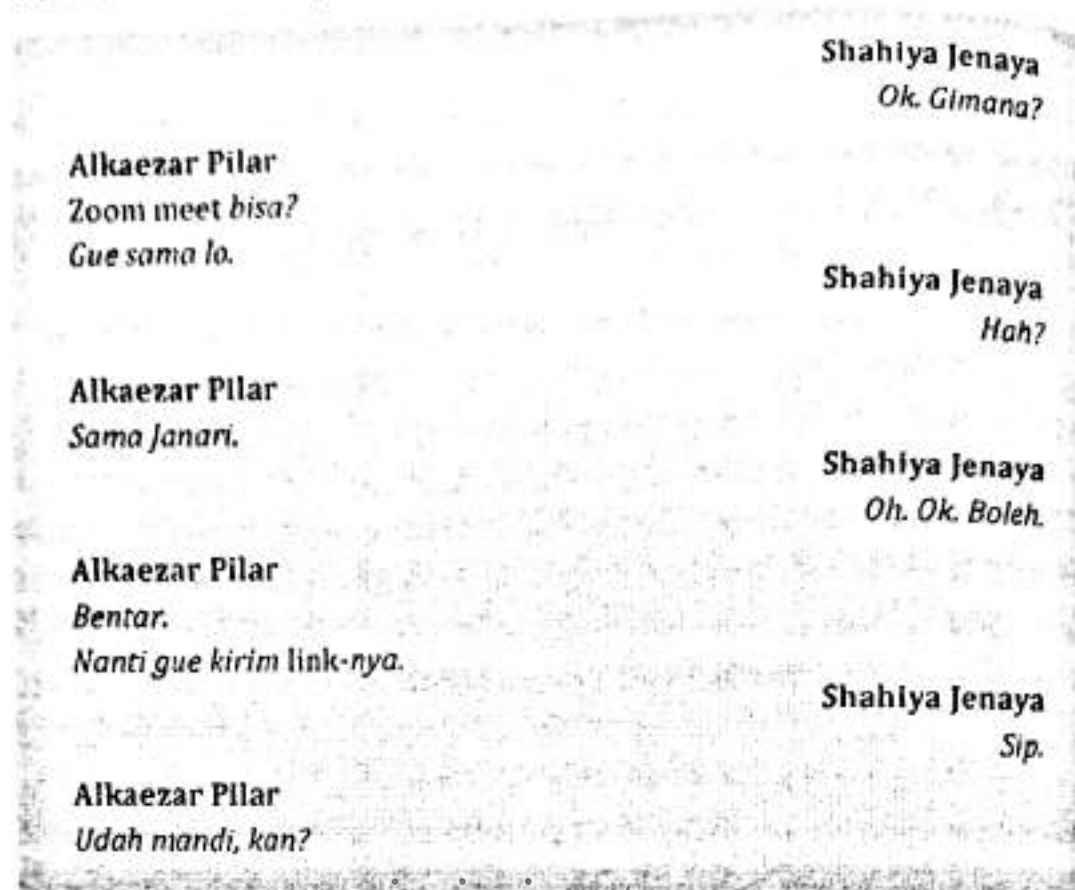 Shahiya Jenaya
Ok. Gimana?
Alkaezar Pilar
Zoom meet bisa?
Gue sama lo.
Shahiya Jenaya
Hah?
Alkaezar Pilar
Sama Janari.
Shahiya Jenaya
Oh. Ok. Boleh.
Alkaezar Pilar
Bentar.
Nanti gue kirim link-nya.
Shahiya Jenaya
Sip.
Alkaezar Pilar
Udah mandi, kan?